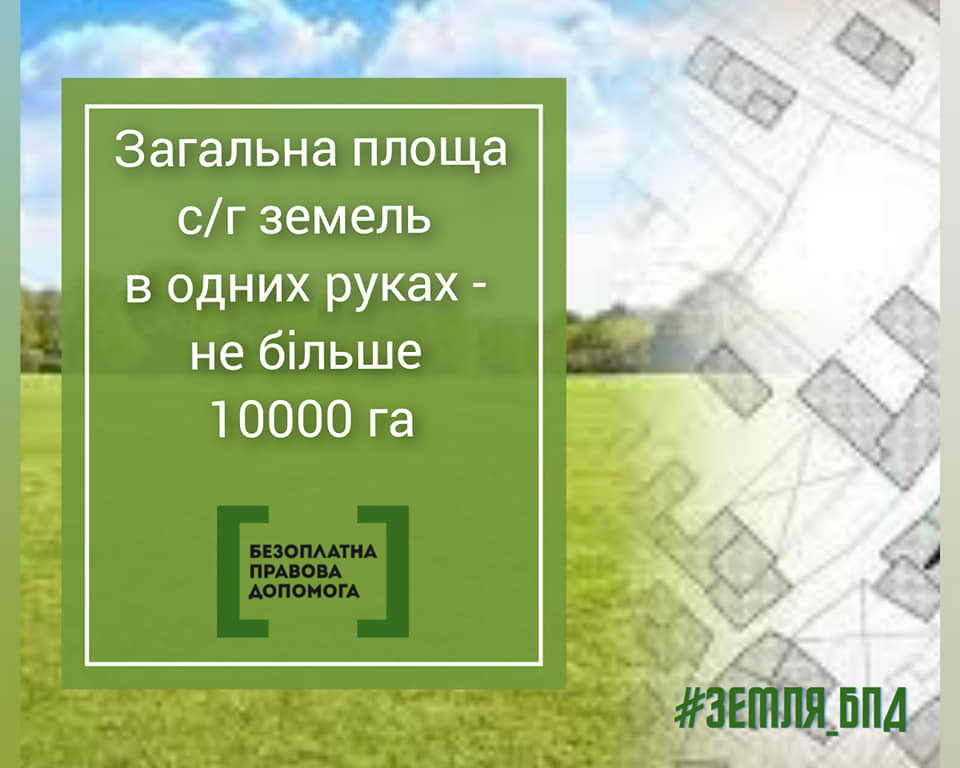 Загальна площа
с/г земель
в одних руках -
не більше
10000 га
БЕЗОПЛАТНА
ПРАВОВА
ДОПОМОГА
#ЗЕМЛЯ_БПД